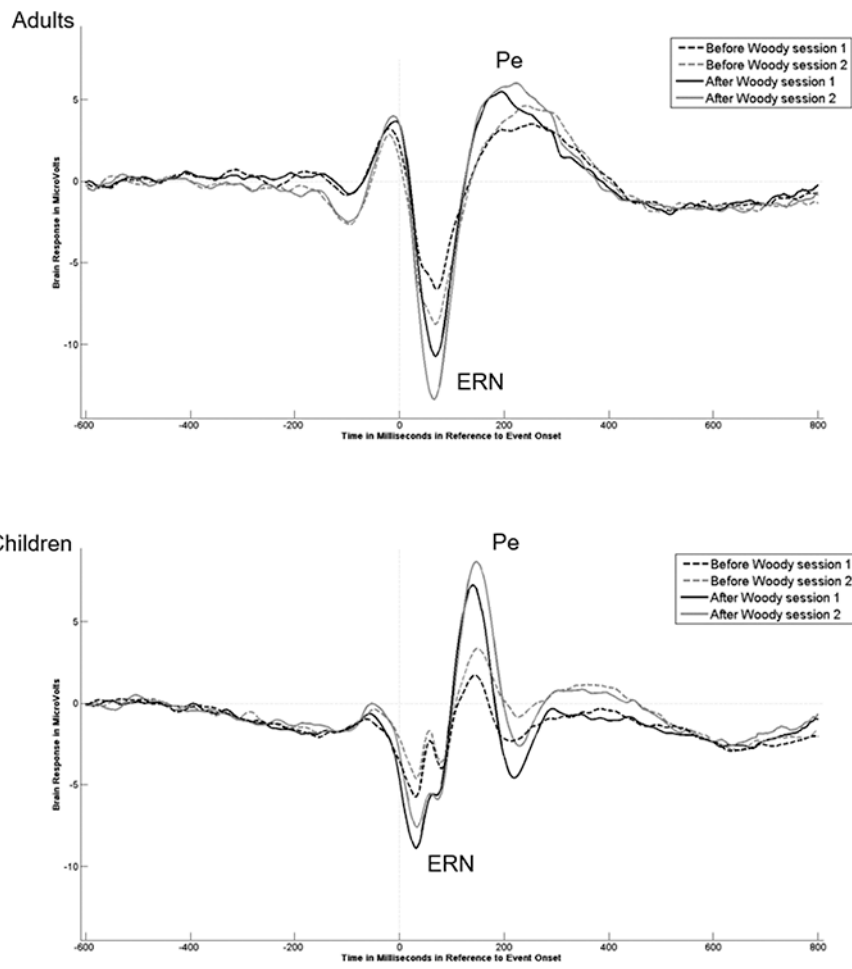 Adults
Pe
Before Woody session 1
Before Woody session 2
After Woody session 1
After Woody session 2
5
0
-5
-10
Brain Response in MicroVolts
ERN
-600 -400 -200 0 200 400 600 800
Time in Milliseconds in Reference to Event Onset
Children
Pe
Before Woody session 1
Before Woody session 2
After Woody session 1
After Woody session 2
5
0
-5
-10
Brain Response in MicroVolts
ERN
-600 -400 -200 0 200 400 600 800
Time in Milliseconds in Reference to Event Onset